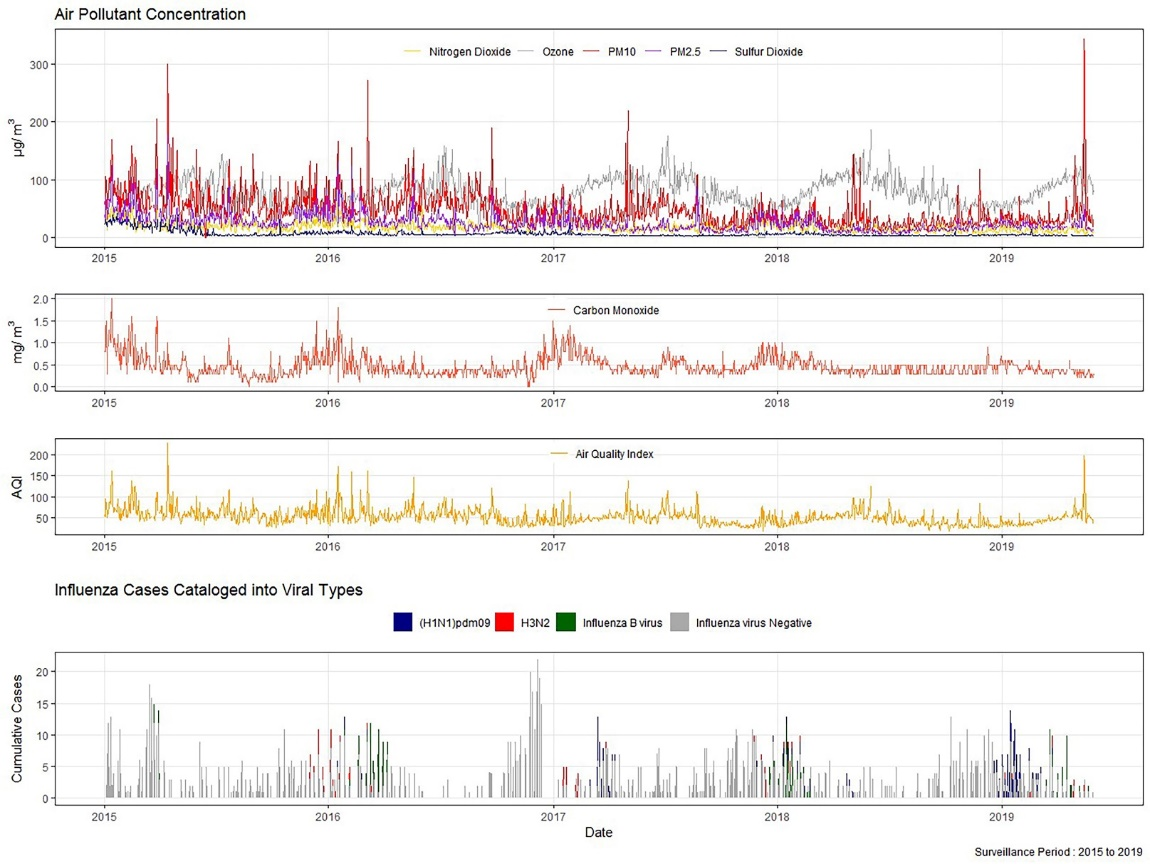 Air Pollutant Concentration
Nitrogen Dioxide Ozone PM10 PM2.5 Sulfur Dioxide
µg/m³
300
200
100
0
2015 2016 2017 2018 2019
Carbon Monoxide
mg/m³
2.0
1.5
1.0
0.5
0.0
2015 2016 2017 2018 2019
Air Quality Index
AQI
200
150
100
50
2015 2016 2017 2018 2019
Influenza Cases Cataloged into Viral Types
(H1N1)pdm09 H3N2 Influenza B virus Influenza virus Negative
Cumulative Cases
20
15
10
5
0
2015 2016 2017 2018 2019
Date
Surveillance Period : 2015 to 2019